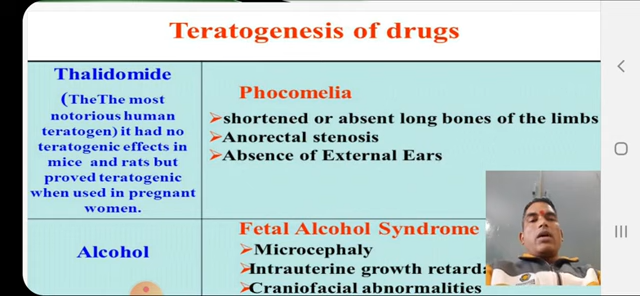 Teratogenesis of drugs
Thalidomide
(TheThe most
notorious human
teratogen) it had no
teratogenic effects in
mice and rats but
proved teratogenic
when used in pregnant
women.
Phocomelia
➢shortened or absent long bones of the limbs
➢Anorectal stenosis
➢Absence of External Ears
Alcohol
Fetal Alcohol Syndrome
➢Microcephaly
➢Intrauterine growth
➢Craniofacial abnormalities